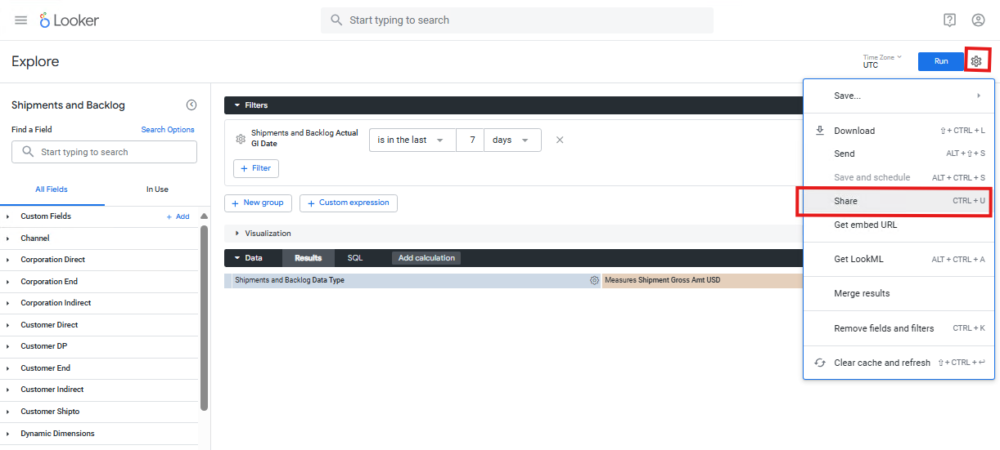 Looker
Start typing to search
Explore
Time Zone
UTC
Run
Shipments and Backlog
Find a Field
Search Options
Start typing to search
All Fields
In Use
Custom Fields
+ Add
Channel
Corporation Direct
Corporation End
Corporation Indirect
Customer Direct
Customer DP
Customer End
Customer Indirect
Customer Shipto
Dynamic Dimensions
Filters
Shipments and Backlog Actual
GI Date
is in the last
7
days
+ Filter
+ New group
+ Custom expression
Visualization
Data
Results
SQL
Add calculation
Shipments and Backlog Data Type
Measures Shipment Gross Amt USD
Save...
Download ⇧ + CTRL + L
Send ALT + ⇧ + S
Save and schedule ALT + CTRL + S
Share CTRL + U
Get embed URL
Get LookML ALT + CTRL + A
Merge results
Remove fields and filters CTRL + K
Clear cache and refresh ⇧ + CTRL + ↩